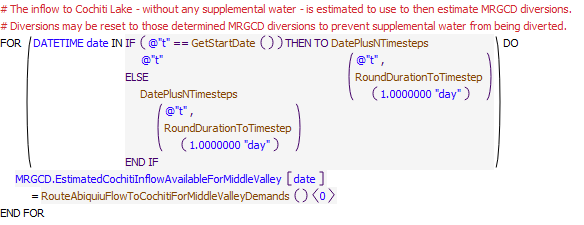 # The inflow to Cochiti Lake - without any supplemental water - is estimated to use to then estimate MRGCD diversions.
# Diversions may be reset to those determined MRGCD diversions to prevent supplemental water from being diverted.
FOR ( DATETIME date IN IF ( @"t" == GetStartDate ( ) ) THEN TO DatePlusNTimesteps ) DO
@"t" ( @"t" ,
ELSE RoundDurationToTimestep
DatePlusNTimesteps ( 1.0000000 "day" ) )
( @"t" ,
RoundDurationToTimestep
( 1.0000000 "day" ) )
END IF
MRGCD.EstimatedCochitiInflowAvailableForMiddleValley [ date ]
= RouteAbiquiuFlowToCochitiForMiddleValleyDemands ( ) ⟨ 0 ⟩
END FOR